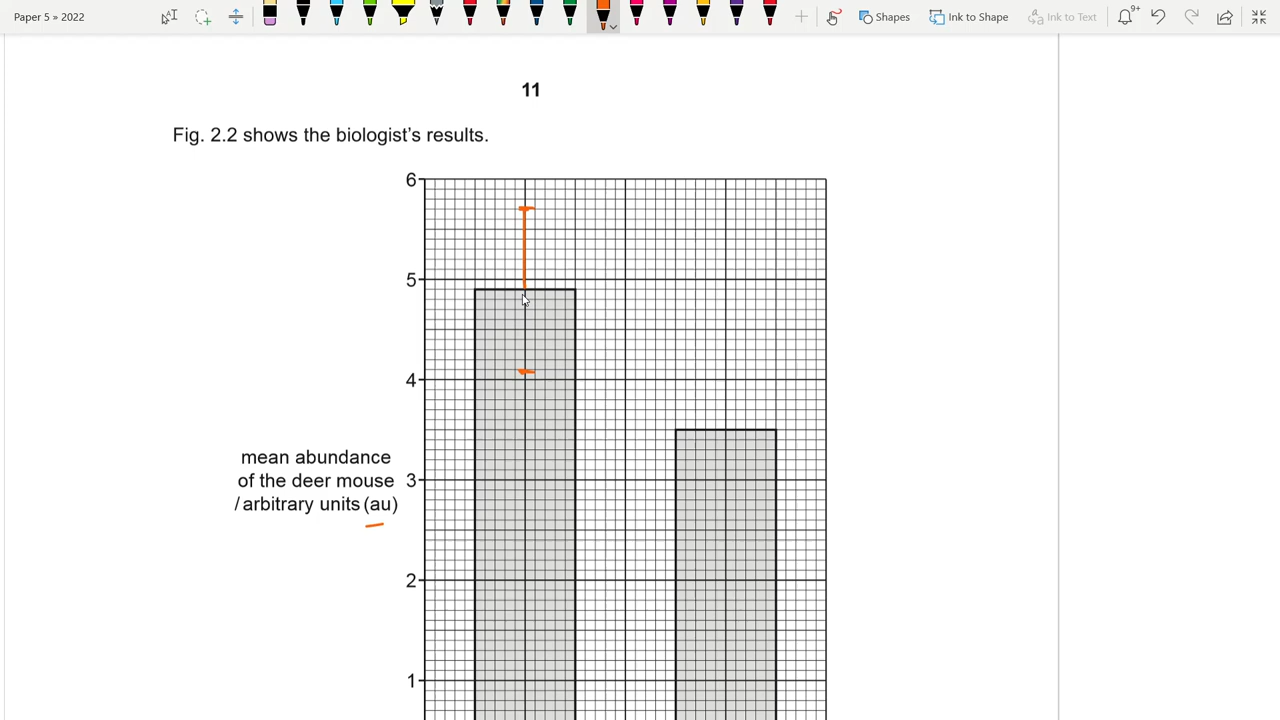 Paper 5 » 2022
Shapes
Ink to Shape
Ink to Text
9+
11
Fig. 2.2 shows the biologist's results.
6
5
4
mean abundance
of the deer mouse
/ arbitrary units (au)
3
2
1